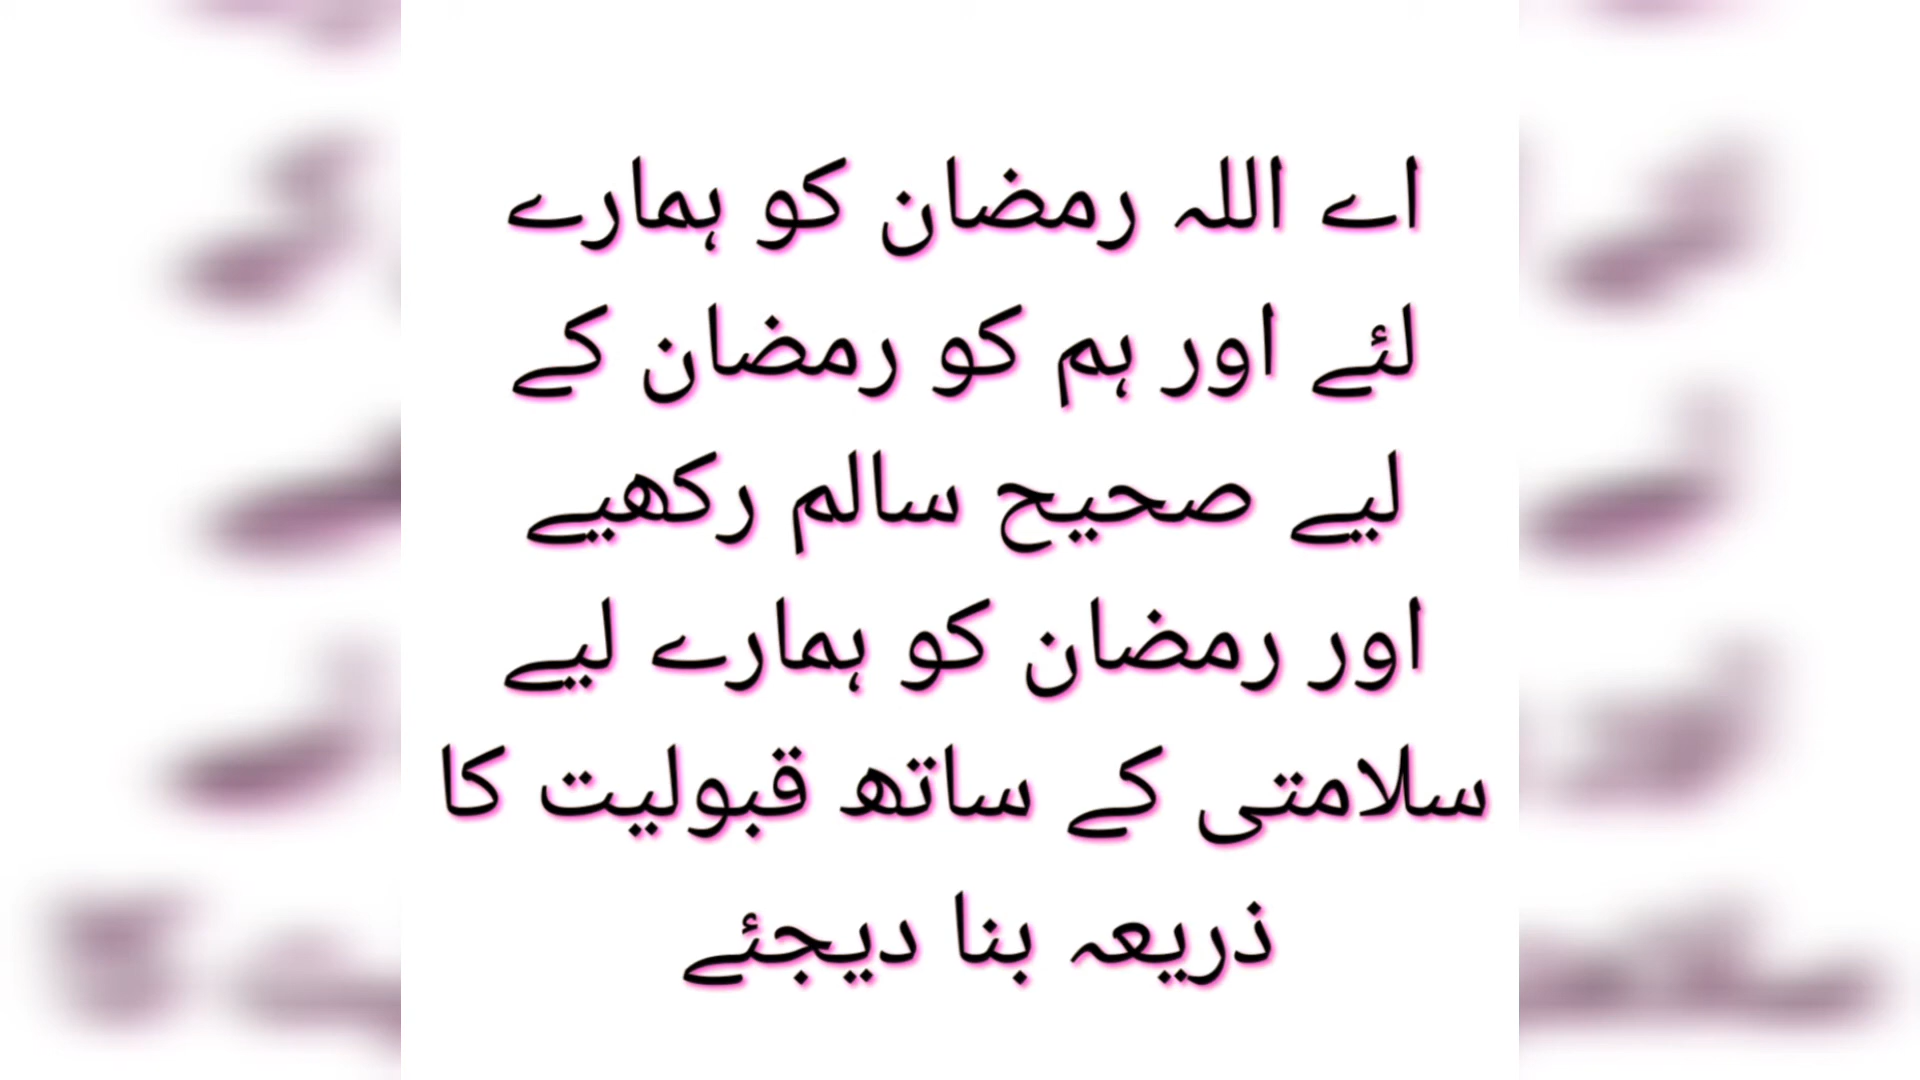 اے اللہ رمضان کو ہمارے
لئے اور ہم کو رمضان کے
لیے صحیح سالم رکھیے
اور رمضان کو ہمارے لیے
سلامتی کے ساتھ قبولیت کا
ذریعہ بنا دیجئے